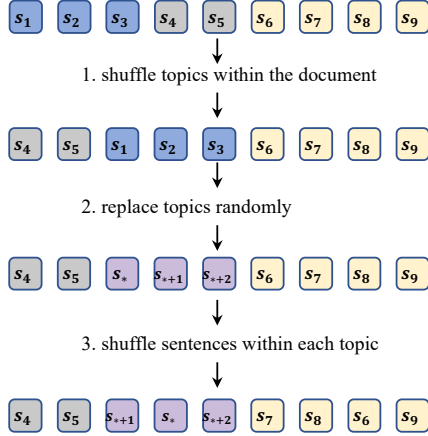 s1 s2 s3 s4 s5 s6 s7 s8 s9
1. shuffle topics within the document
s4 s5 s1 s2 s3 s6 s7 s8 s9
2. replace topics randomly
s4 s5 s* s*+1 s*+2 s6 s7 s8 s9
3. shuffle sentences within each topic
s4 s5 s*+1 s* s*+2 s7 s8 s6 s9